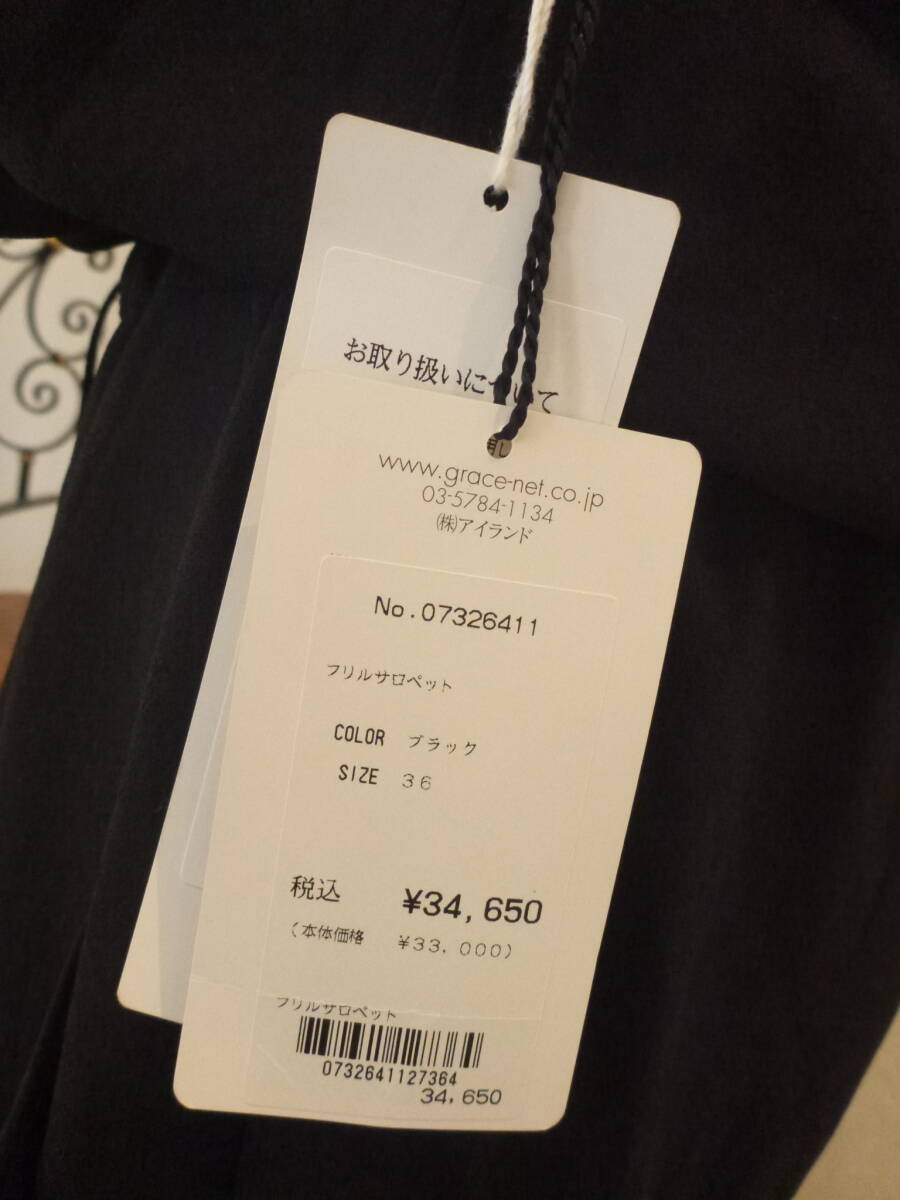 お取り扱いについて
www.grace-net.co.jp
03-5784-1134
(株)アイランド
No.07326411
フリルサロペット
COLOR ブラック
SIZE 36
税込 ¥34,650
(本体価格 ¥33,000)
フリルサロペット
0732641127364
34,650